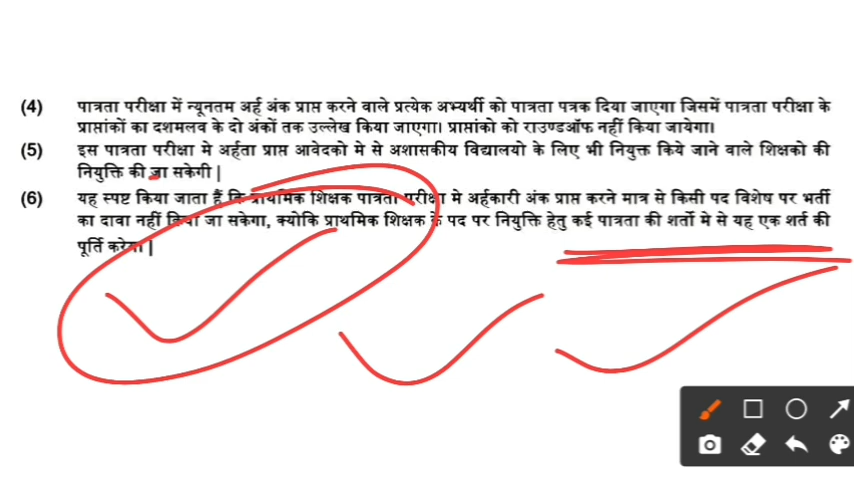 (4) पात्रता परीक्षा में न्यूनतम अर्ह अंक प्राप्त करने वाले प्रत्येक अभ्यर्थी को पात्रता पत्रक दिया जाएगा जिसमें पात्रता परीक्षा के
प्राप्तांकों का दशमलव के दो अंकों तक उल्लेख किया जाएगा। प्राप्तांको को राउण्डऑफ नहीं किया जायेगा।
(5) इस पात्रता परीक्षा मे अर्हता प्राप्त आवेदको मे से अशासकीय विद्यालयो के लिए भी नियुक्त किये जाने वाले शिक्षको की
नियुक्ति की जा सकेगी |
(6) यह स्पष्ट किया जाता हैं कि प्राथमिक शिक्षक पात्रता परीक्षा मे अर्हकारी अंक प्राप्त करने मात्र से किसी पद विशेष पर भर्ती
का दावा नहीं किया जा सकेगा, क्योकि प्राथमिक शिक्षक के पद पर नियुक्ति हेतु कई पात्रता की शर्तो मे से यह एक शर्त की
पूर्ति करेगा |